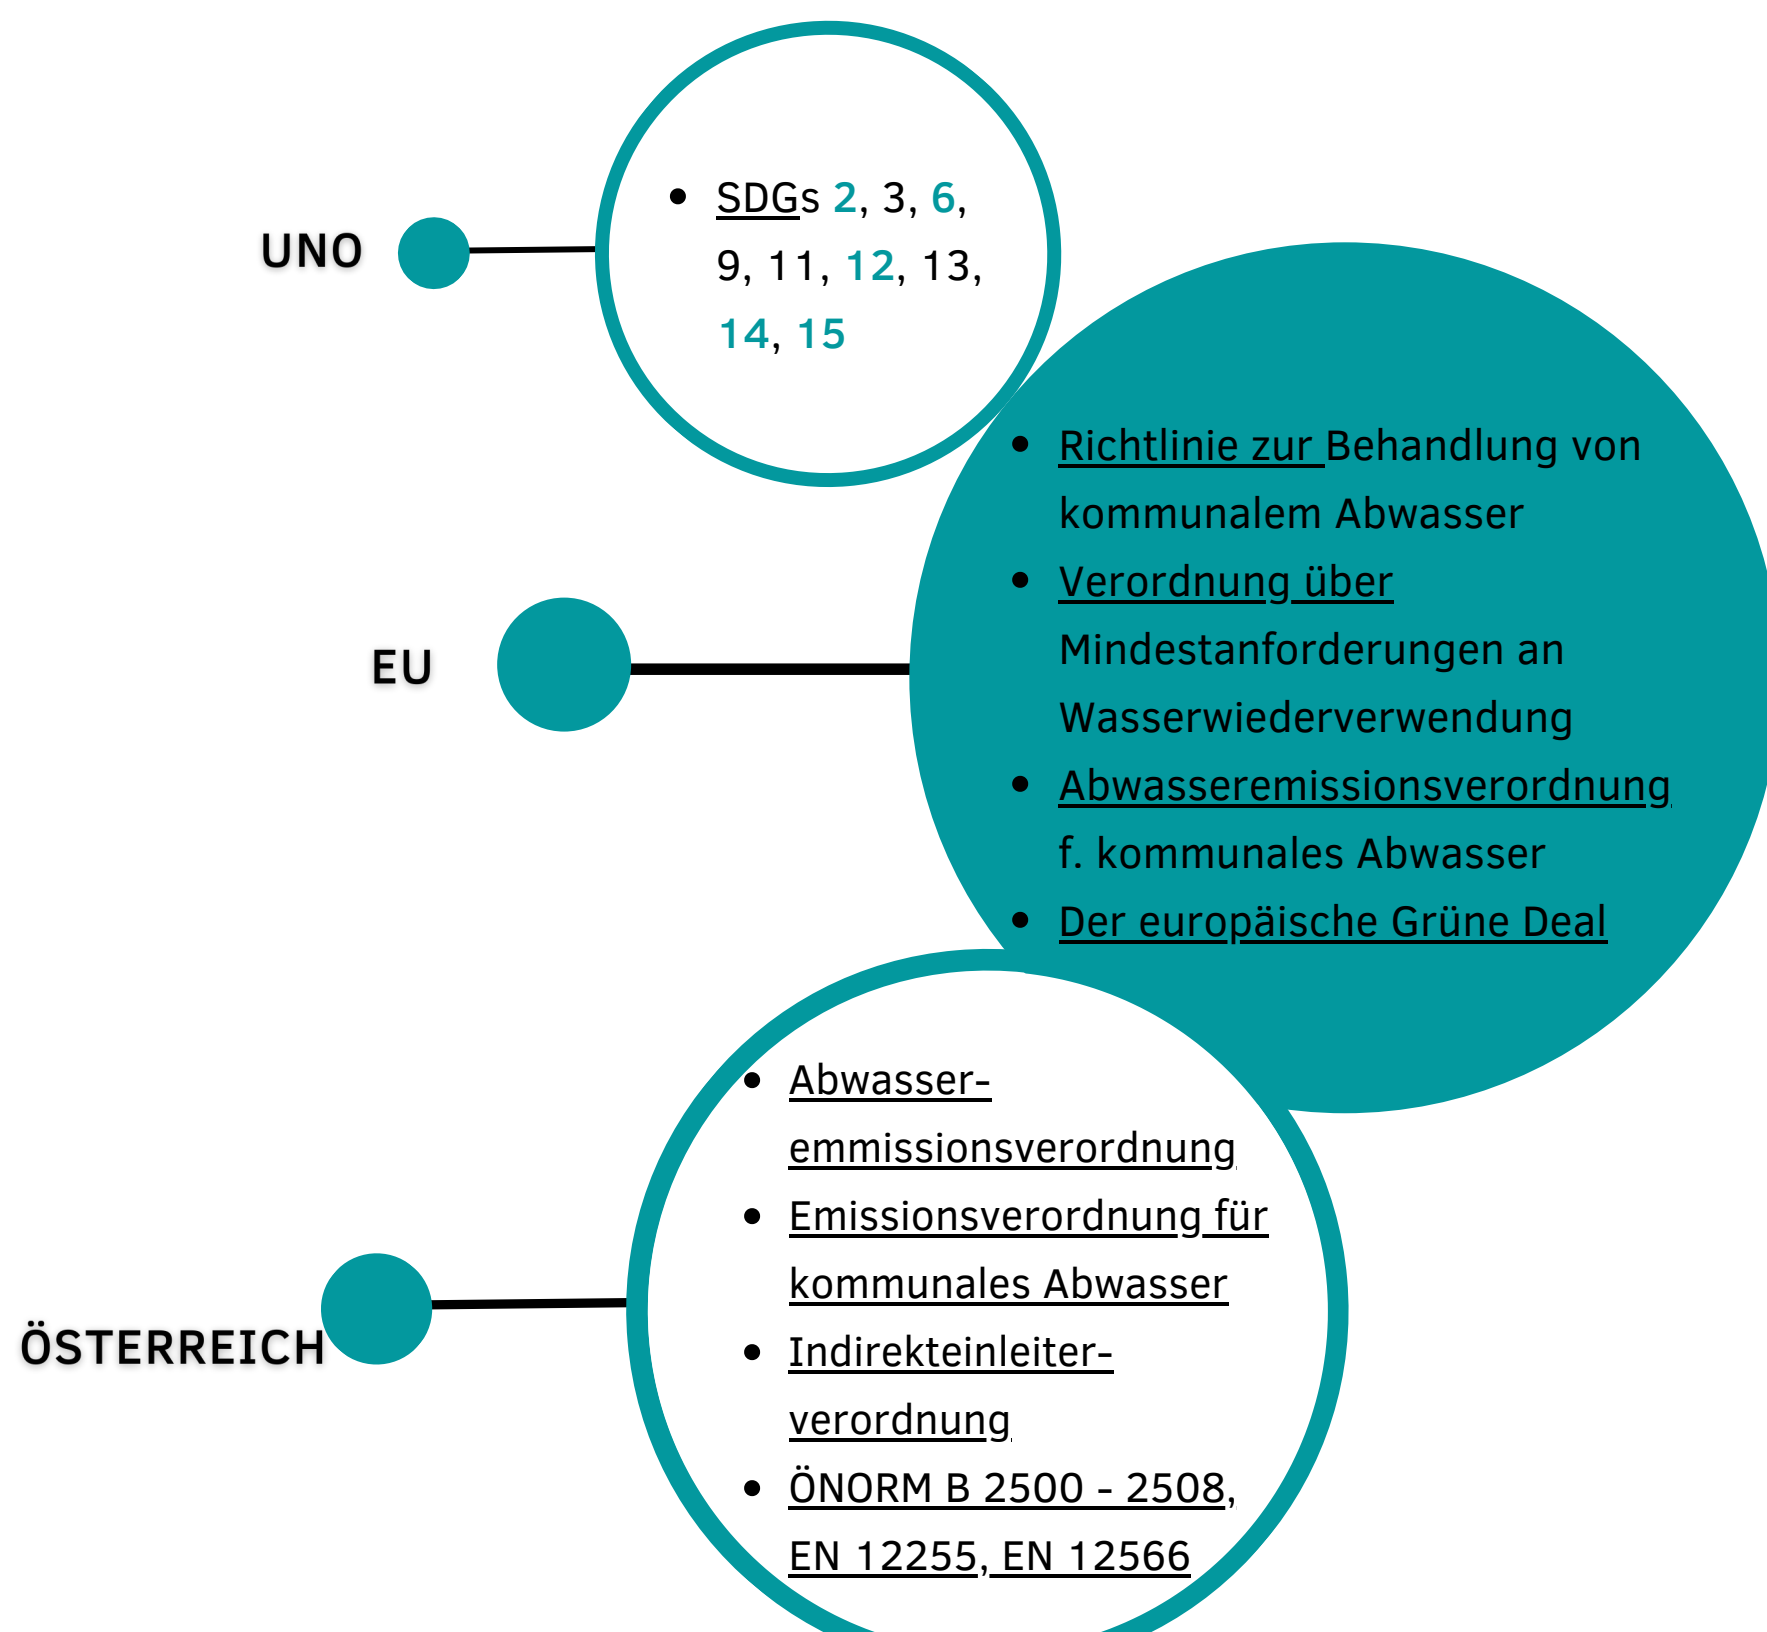 UNO
• SDGs 2, 3, 6,
9, 11, 12, 13,
14, 15
EU
• Richtlinie zur Behandlung von
kommunalem Abwasser
• Verordnung über
Mindestanforderungen an
Wasserwiederverwendung
• Abwasseremissionsverordnung
f. kommunales Abwasser
• Der europäische Grüne Deal
ÖSTERREICH
• Abwasser-
emmissionsverordnung
• Emissionsverordnung für
kommunales Abwasser
• Indirekteinleiter-
verordnung
• ÖNORM B 2500 - 2508,
EN 12255, EN 12566